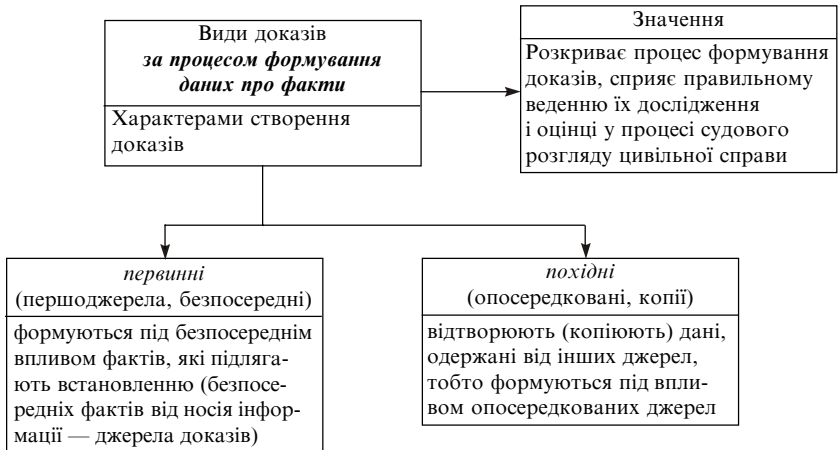 Види доказів
за процесом формування
даних про факти
Характерами створення
доказів
Значення
Розкриває процес формування
доказів, сприяє правильному
веденню їх дослідження
і оцінці у процесі судового
розгляду цивільної справи
первинні
(першоджерела, безпосередні)
формуються під безпосереднім
впливом фактів, які підляга-
ють встановленню (безпосе-
редніх фактів від носія інфор-
мації — джерела доказів)
похідні
(опосередковані, копії)
відтворюють (копіюють) дані,
одержані від інших джерел,
тобто формуються під впли-
вом опосередкованих джерел